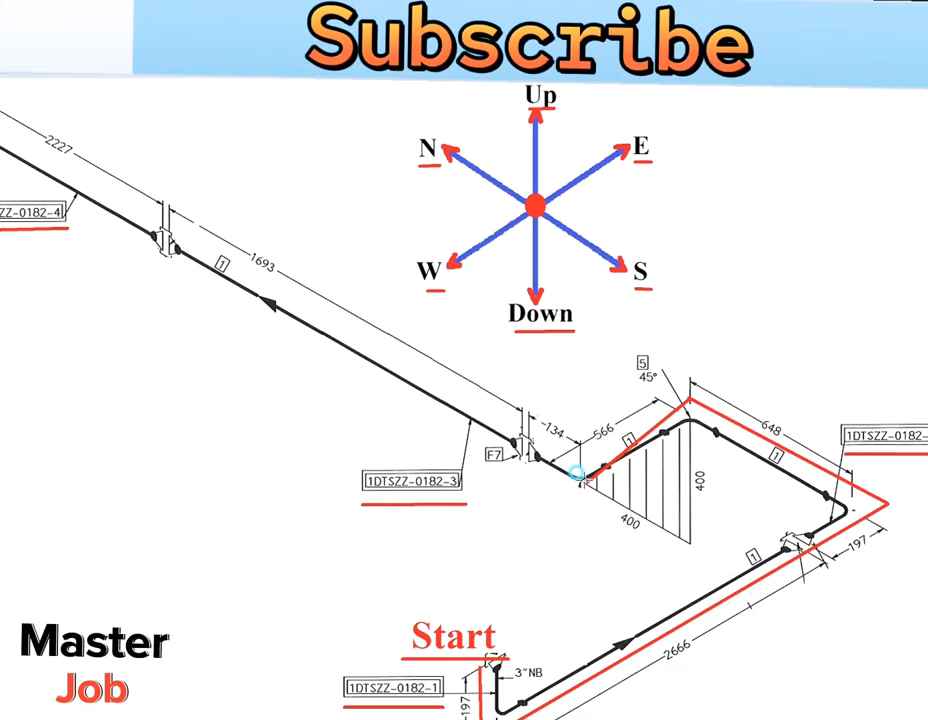 Subscribe
Up
N
E
W
S
Down
2227
ZZ-0182-4
1
1693
5
45°
648
134
566
1
1
1DTSZZ-0182-
F7
1DTSZZ-0182-3
400
400
197
1
2666
Start
3"NB
1DTSZZ-0182-1
197
Master
Job